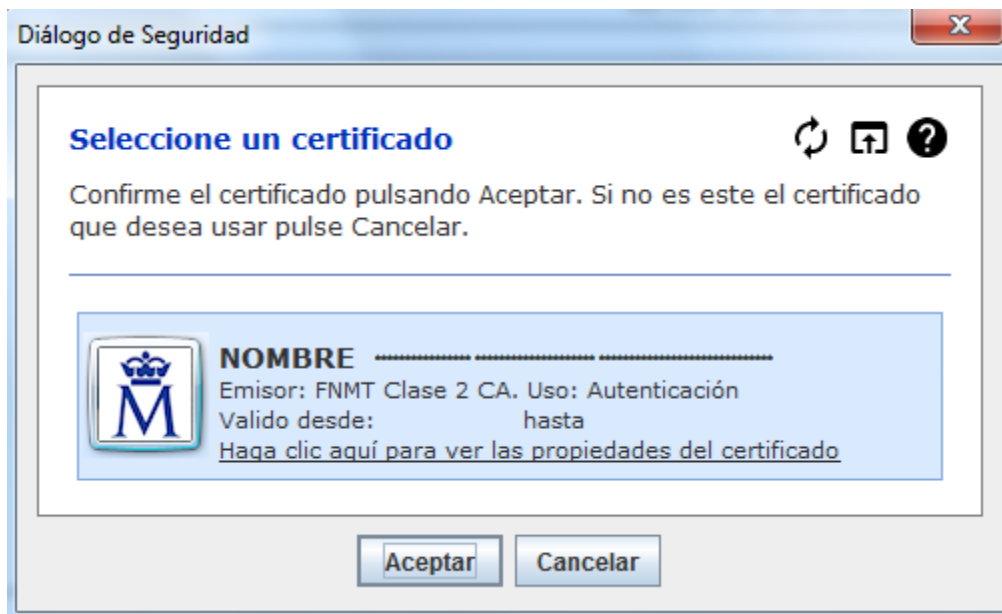 Diálogo de Seguridad
Seleccione un certificado
Confirme el certificado pulsando Aceptar. Si no es este el certificado
que desea usar pulse Cancelar.
NOMBRE
Emisor: FNMT Clase 2 CA. Uso: Autenticación
Valido desde: hasta
Haga clic aquí para ver las propiedades del certificado
Aceptar Cancelar